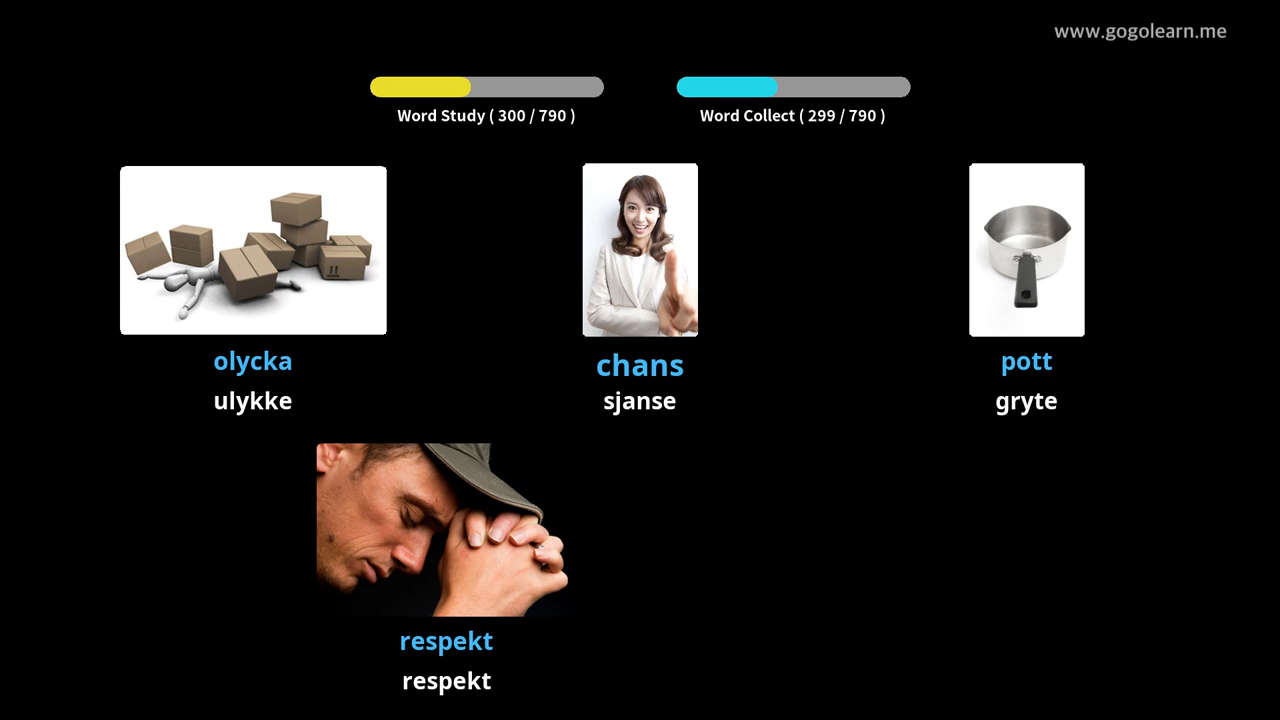 www.gogolearn.me
Word Study ( 300 / 790 )
Word Collect ( 299 / 790 )
olycka
ulykke
chans
sjanse
pott
gryte
respekt
respekt